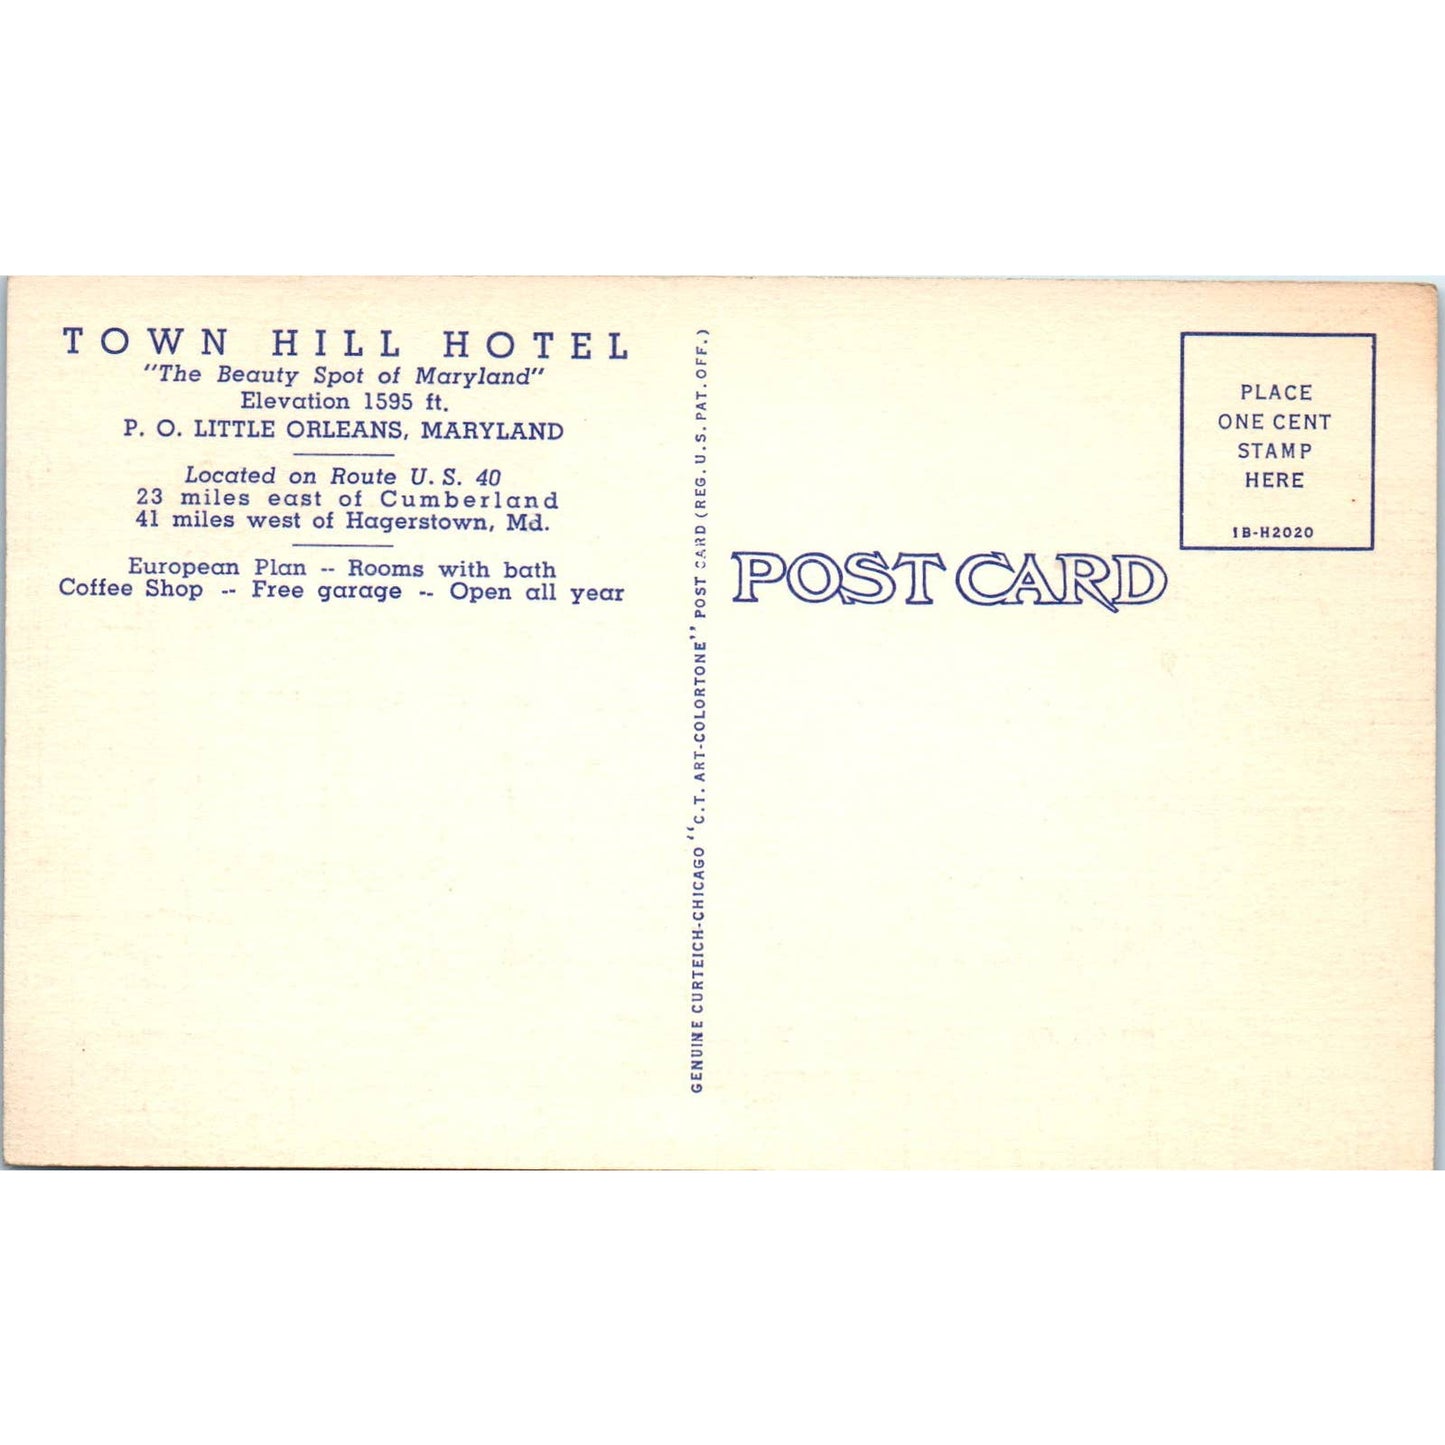 TOWN HILL HOTEL
"The Beauty Spot of Maryland"
Elevation 1595 ft.
P. O. LITTLE ORLEANS, MARYLAND
Located on Route U. S. 40
23 miles east of Cumberland
41 miles west of Hagerstown, Md.
European Plan -- Rooms with bath
Coffee Shop -- Free garage -- Open all year
GENUINE CURTEICH-CHICAGO "C.T. ART-COLORTONE" POST CARD (REG. U.S. PAT. OFF.)
POST CARD
PLACE
ONE CENT
STAMP
HERE
1B-H2020